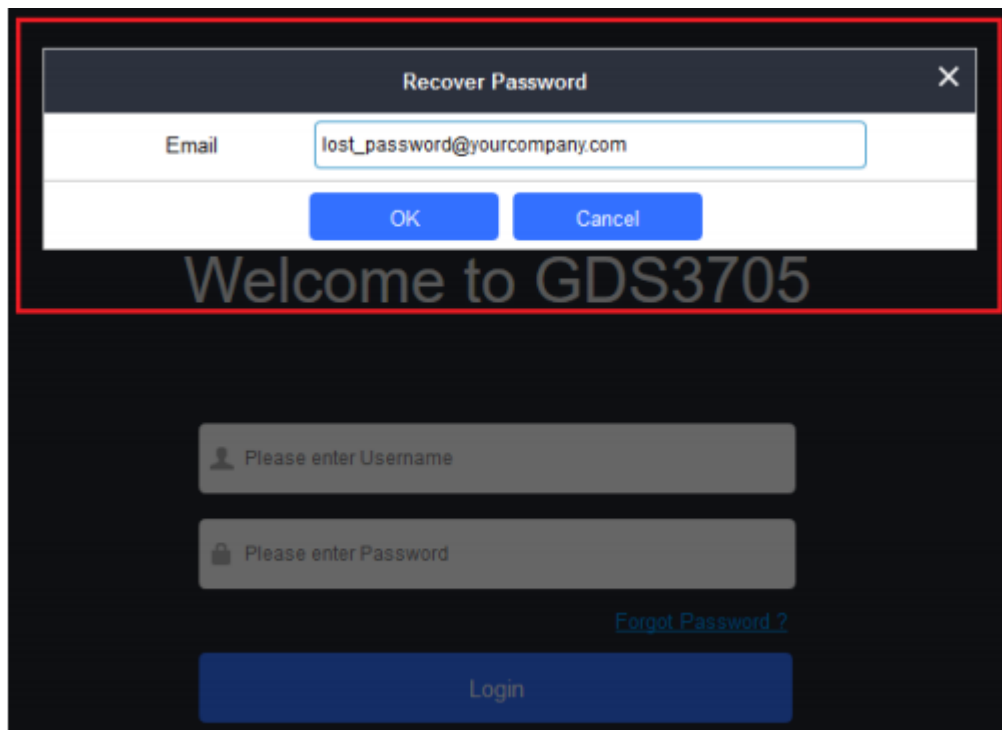 Recover Password
Email lost_password@yourcompany.com
OK Cancel
Welcome to GDS3705
Please enter Username
Please enter Password
Forgot Password ?
Login